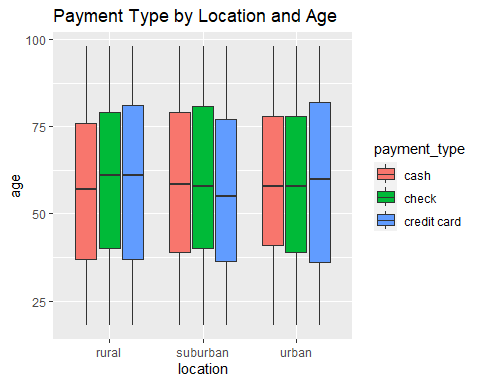 Payment Type by Location and Age
100
75
50
25
age
rural suburban urban
location
payment_type
cash
check
credit card